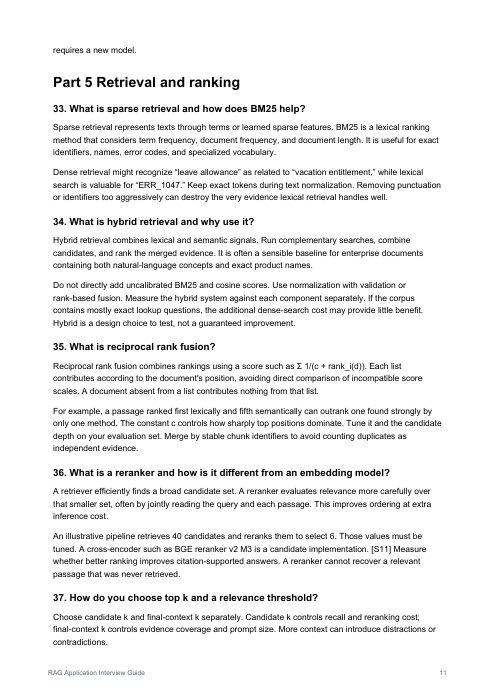 requires a new model.
Part 5 Retrieval and ranking
33. What is sparse retrieval and how does BM25 help?
Sparse retrieval represents texts through terms or learned sparse features. BM25 is a lexical ranking
method that considers term frequency, document frequency, and document length. It is useful for exact
identifiers, names, error codes, and specialized vocabulary.
Dense retrieval might recognize “leave allowance” as related to “vacation entitlement,” while lexical
search is valuable for “ERR_1047.” Keep exact tokens during text normalization. Removing punctuation
or identifiers too aggressively can destroy the very evidence lexical retrieval handles well.
34. What is hybrid retrieval and why use it?
Hybrid retrieval combines lexical and semantic signals. Run complementary searches, combine
candidates, and rank the merged evidence. It is often a sensible baseline for enterprise documents
containing both natural-language concepts and exact product names.
Do not directly add uncalibrated BM25 and cosine scores. Use normalization with validation or
rank-based fusion. Measure the hybrid system against each component separately. If the corpus
contains mostly exact lookup questions, the additional dense-search cost may provide little benefit.
Hybrid is a design choice to test, not a guaranteed improvement.
35. What is reciprocal rank fusion?
Reciprocal rank fusion combines rankings using a score such as Σ 1/(c + rank_i(d)). Each list
contributes according to the document's position, avoiding direct comparison of incompatible score
scales. A document absent from a list contributes nothing from that list.
For example, a passage ranked first lexically and fifth semantically can outrank one found strongly by
only one method. The constant c controls how sharply top positions dominate. Tune it and the candidate
depth on your evaluation set. Merge by stable chunk identifiers to avoid counting duplicates as
independent evidence.
36. What is a reranker and how is it different from an embedding model?
A retriever efficiently finds a broad candidate set. A reranker evaluates relevance more carefully over
that smaller set, often by jointly reading the query and each passage. This improves ordering at extra
inference cost.
An illustrative pipeline retrieves 40 candidates and reranks them to select 6. Those values must be
tuned. A cross-encoder such as BGE reranker v2 M3 is a candidate implementation. [S11] Measure
whether better ranking improves citation-supported answers. A reranker cannot recover a relevant
passage that was never retrieved.
37. How do you choose top k and a relevance threshold?
Choose candidate k and final-context k separately. Candidate k controls recall and reranking cost;
final-context k controls evidence coverage and prompt size. More context can introduce distractions or
contradictions.
RAG Application Interview Guide
11